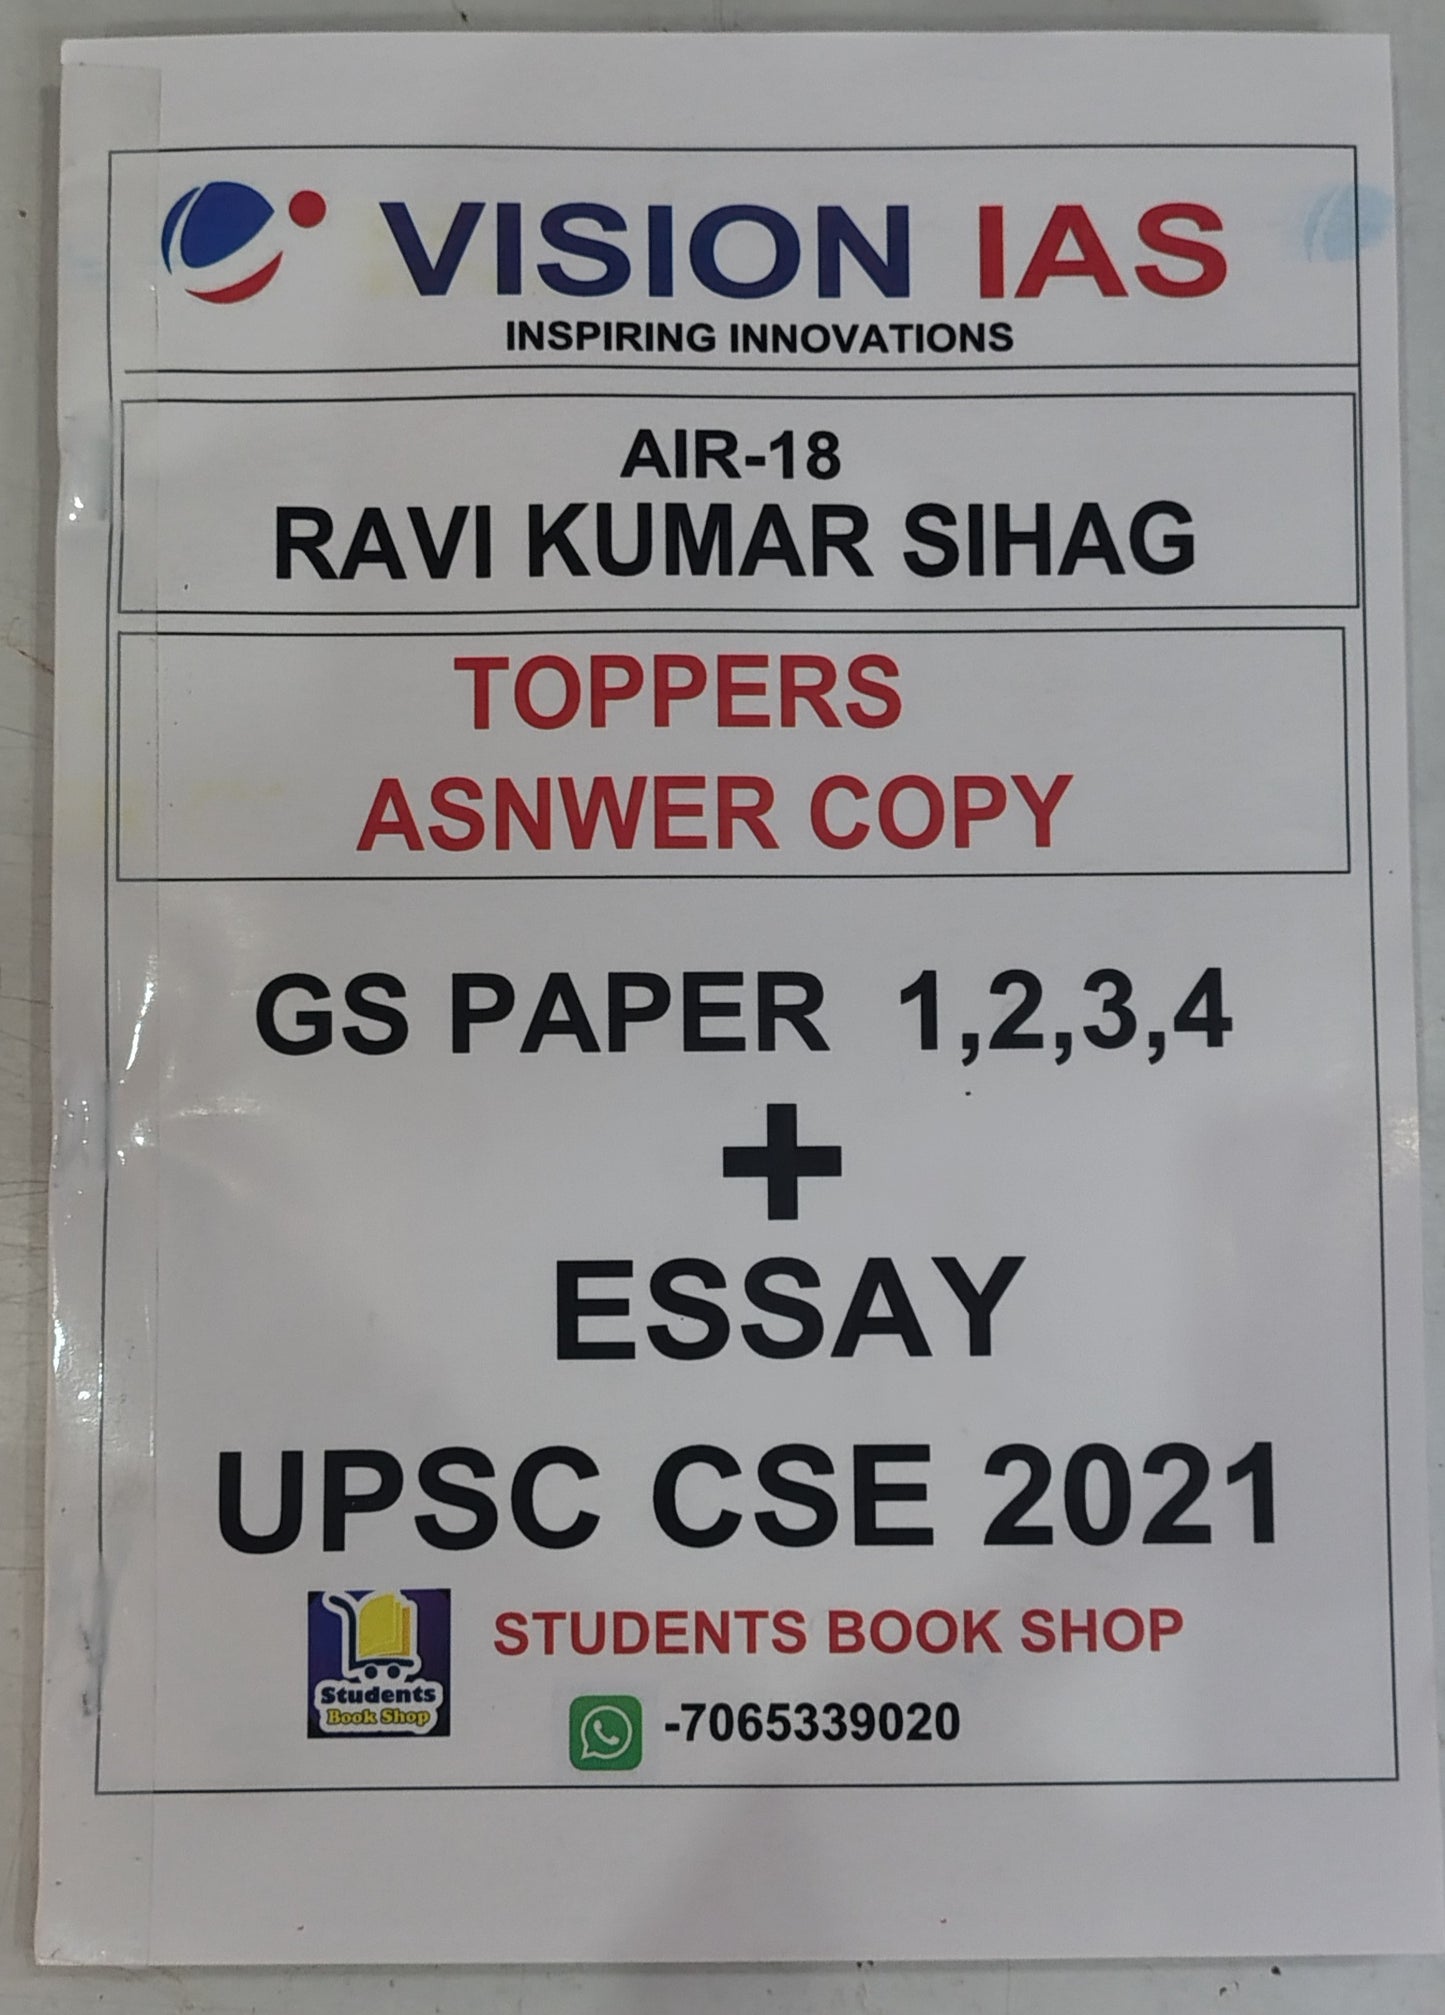 VISION IAS
INSPIRING INNOVATIONS
AIR-18
RAVI KUMAR SIHAG
TOPPERS
ASNWER COPY
GS PAPER 1,2,3,4
+
ESSAY
UPSC CSE 2021
Students
Book Shop
STUDENTS BOOK SHOP
-7065339020